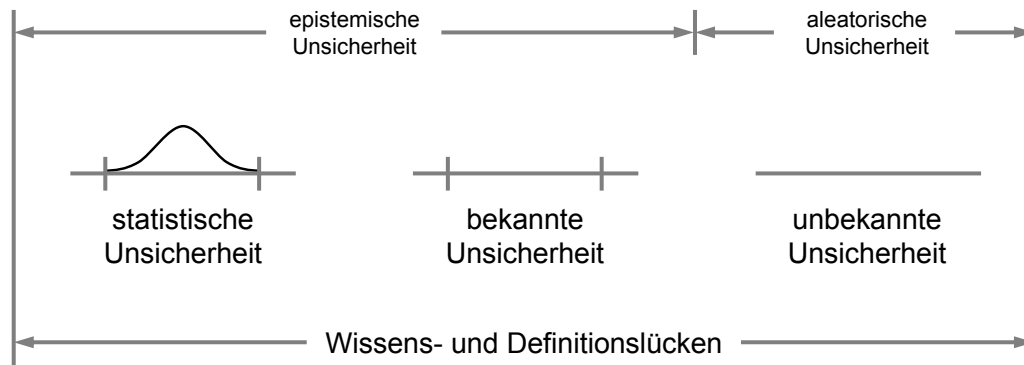 epistemische
Unsicherheit
aleatorische
Unsicherheit
statistische
Unsicherheit
bekannte
Unsicherheit
unbekannte
Unsicherheit
Wissens- und Definitionslücken